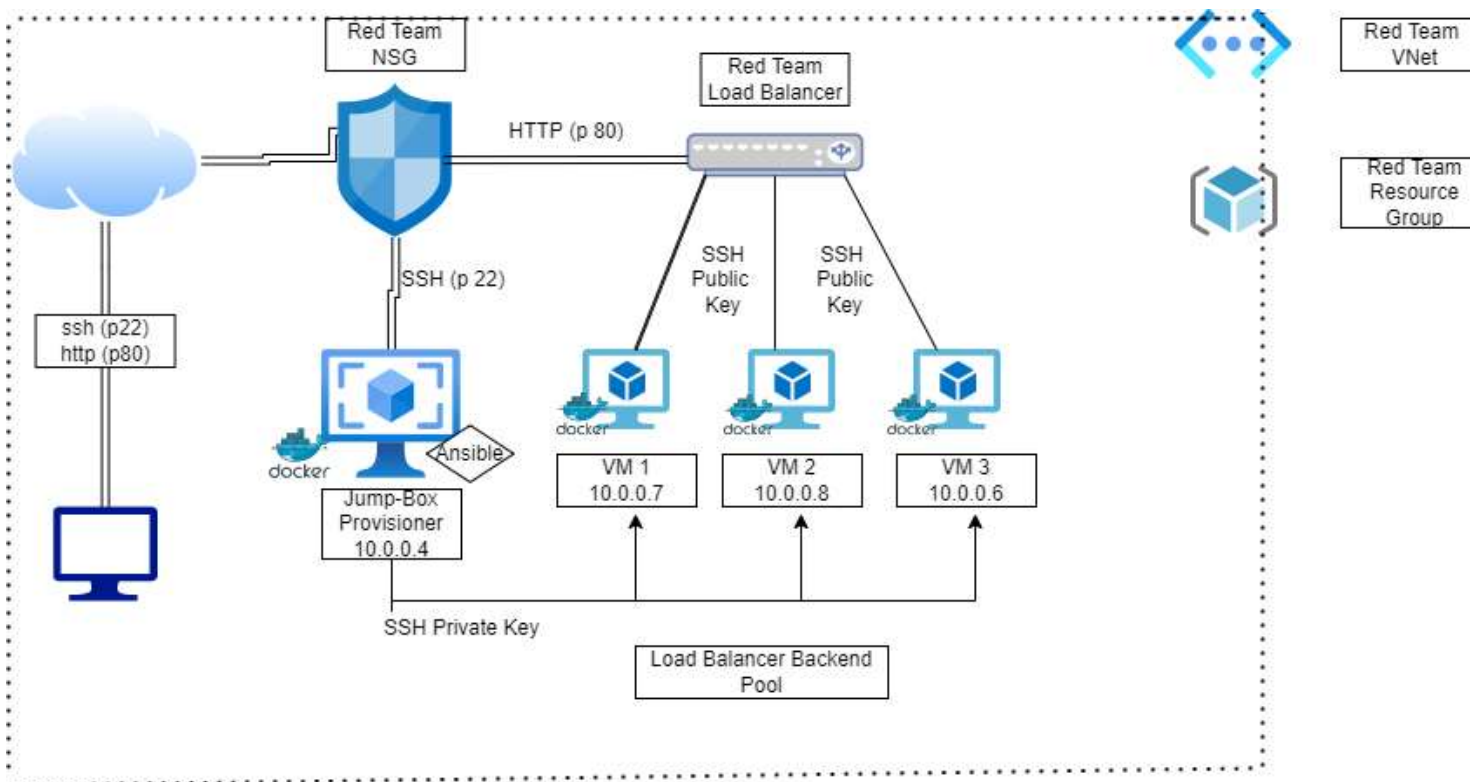 Red Team
NSG
Red Team
Load Balancer
Red Team
VNet
HTTP (p 80)
Red Team
Resource
Group
SSH (p 22)
SSH
Public
Key
SSH
Public
Key
ssh (p22)
http (p80)
docker
Ansible
docker
docker
docker
Jump-Box
Provisioner
10.0.0.4
VM 1
10.0.0.7
VM 2
10.0.0.8
VM 3
10.0.0.6
SSH Private Key
Load Balancer Backend
Pool